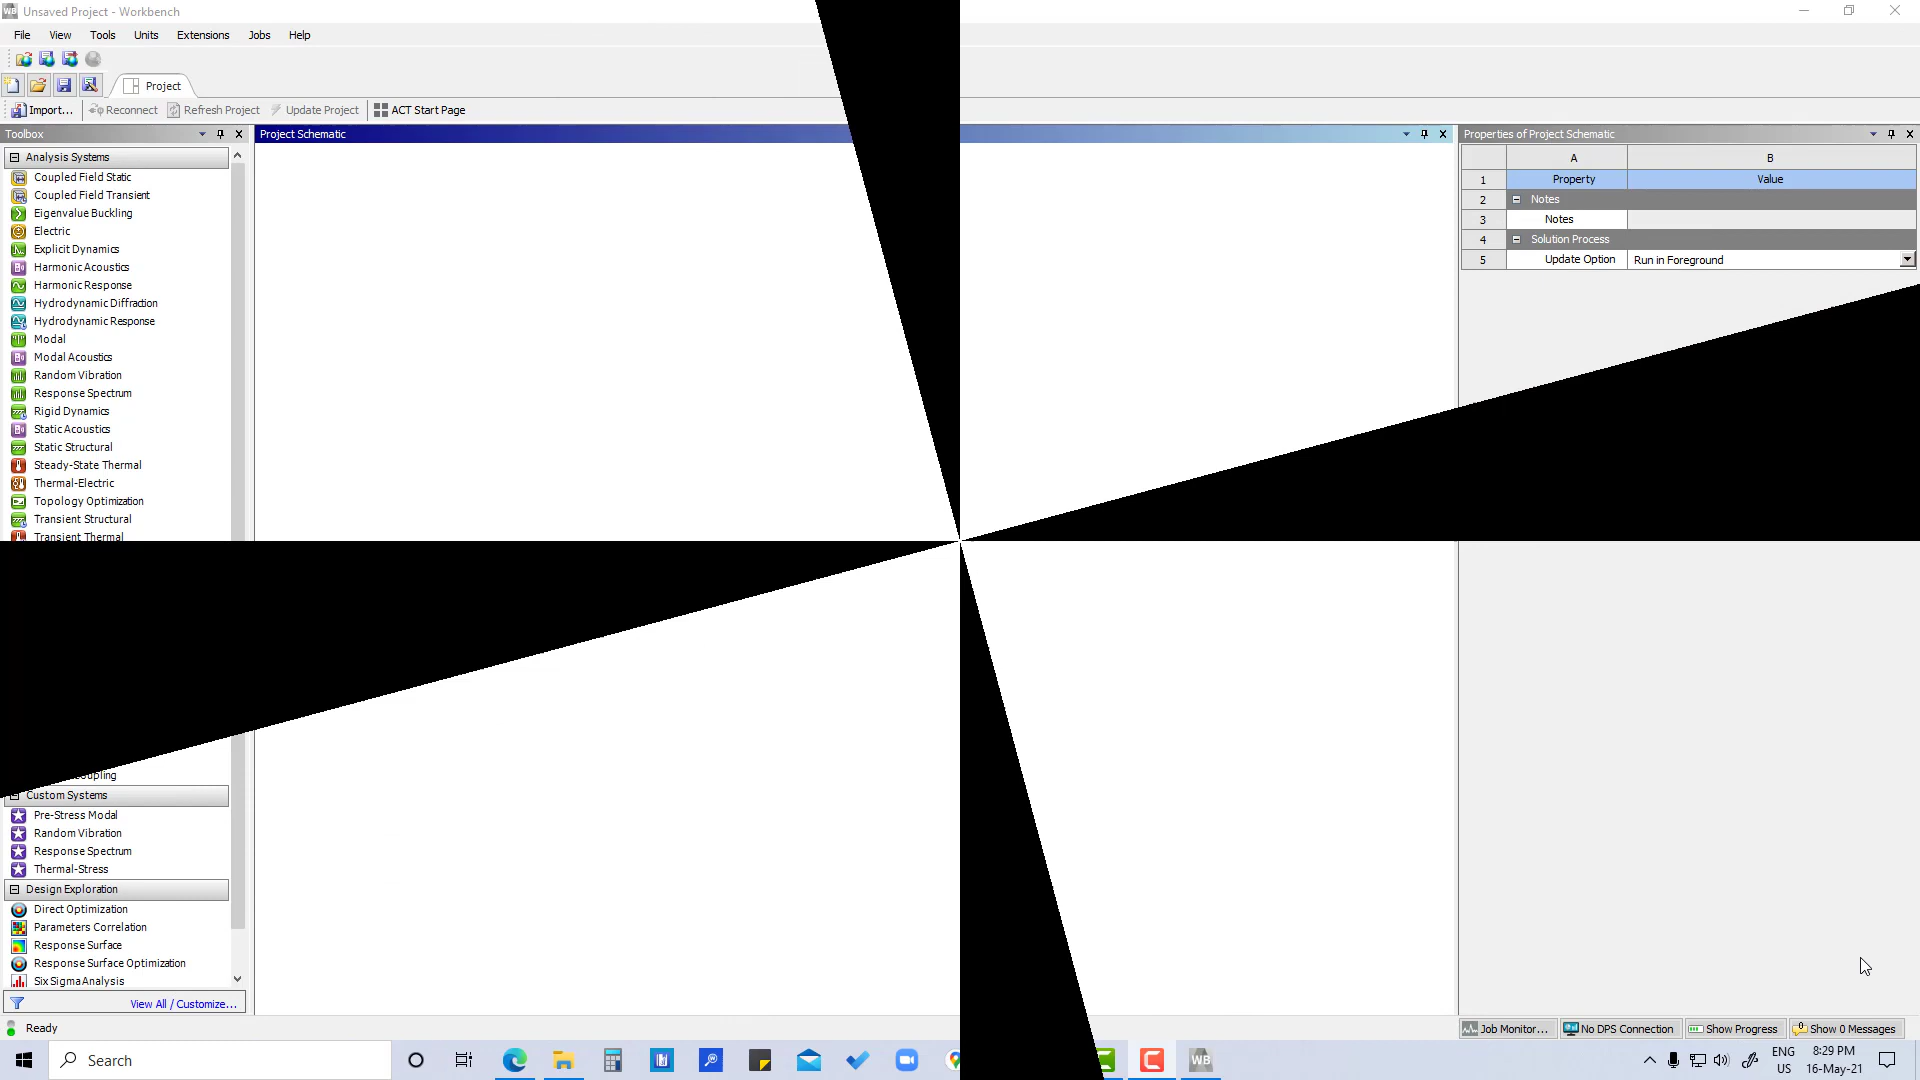 Unsaved Project - Workbench
File View Tools Units Extensions Jobs Help
Project
Import... Reconnect Refresh Project Update Project ACT Start Page
Toolbox
Analysis Systems
Coupled Field Static
Coupled Field Transient
Eigenvalue Buckling
Electric
Explicit Dynamics
Harmonic Acoustics
Harmonic Response
Hydrodynamic Diffraction
Hydrodynamic Response
Modal
Modal Acoustics
Random Vibration
Response Spectrum
Rigid Dynamics
Static Acoustics
Static Structural
Steady-State Thermal
Thermal-Electric
Topology Optimization
Transient Structural
Transient Thermal
Custom Systems
Pre-Stress Modal
Random Vibration
Response Spectrum
Thermal-Stress
Design Exploration
Direct Optimization
Parameters Correlation
Response Surface
Response Surface Optimization
Six Sigma Analysis
View All / Customize...
Project Schematic
Properties of Project Schematic
A B
1 Property Value
2 Notes
3 Notes
4 Solution Process
5 Update Option Run in Foreground
Ready
Job Monitor... No DPS Connection Show Progress Show 0 Messages
Search
WB
ENG
US
8:29 PM
16-May-21